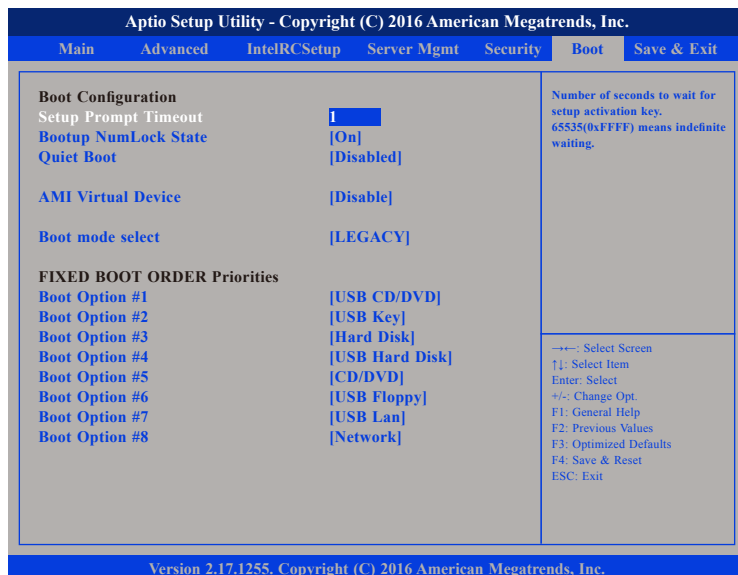 Aptio Setup Utility - Copyright (C) 2016 American Megatrends, Inc.
Main Advanced IntelRCSetup Server Mgmt Security Boot Save & Exit
Boot Configuration
Setup Prompt Timeout 1
Bootup NumLock State [On]
Quiet Boot [Disabled]
AMI Virtual Device [Disable]
Boot mode select [LEGACY]
FIXED BOOT ORDER Priorities
Boot Option #1 [USB CD/DVD]
Boot Option #2 [USB Key]
Boot Option #3 [Hard Disk]
Boot Option #4 [USB Hard Disk]
Boot Option #5 [CD/DVD]
Boot Option #6 [USB Floppy]
Boot Option #7 [USB Lan]
Boot Option #8 [Network]
Number of seconds to wait for
setup activation key.
65535(0xFFFF) means indefinite
waiting.
→←: Select Screen
↑↓: Select Item
Enter: Select
+/-: Change Opt.
F1: General Help
F2: Previous Values
F3: Optimized Defaults
F4: Save & Reset
ESC: Exit
Version 2.17.1255. Copyright (C) 2016 American Megatrends, Inc.